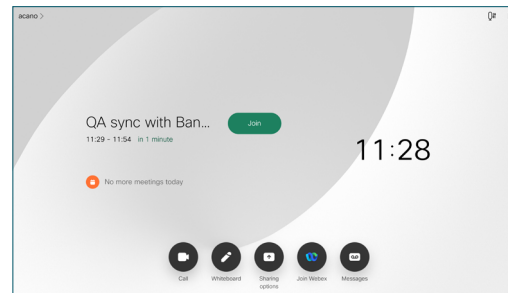 acano >
QA sync with Ban...
Join
11:29 - 11:54 in 1 minute
11:28
No more meetings today
Call
Whiteboard
Sharing
options
Join Webex
Messages